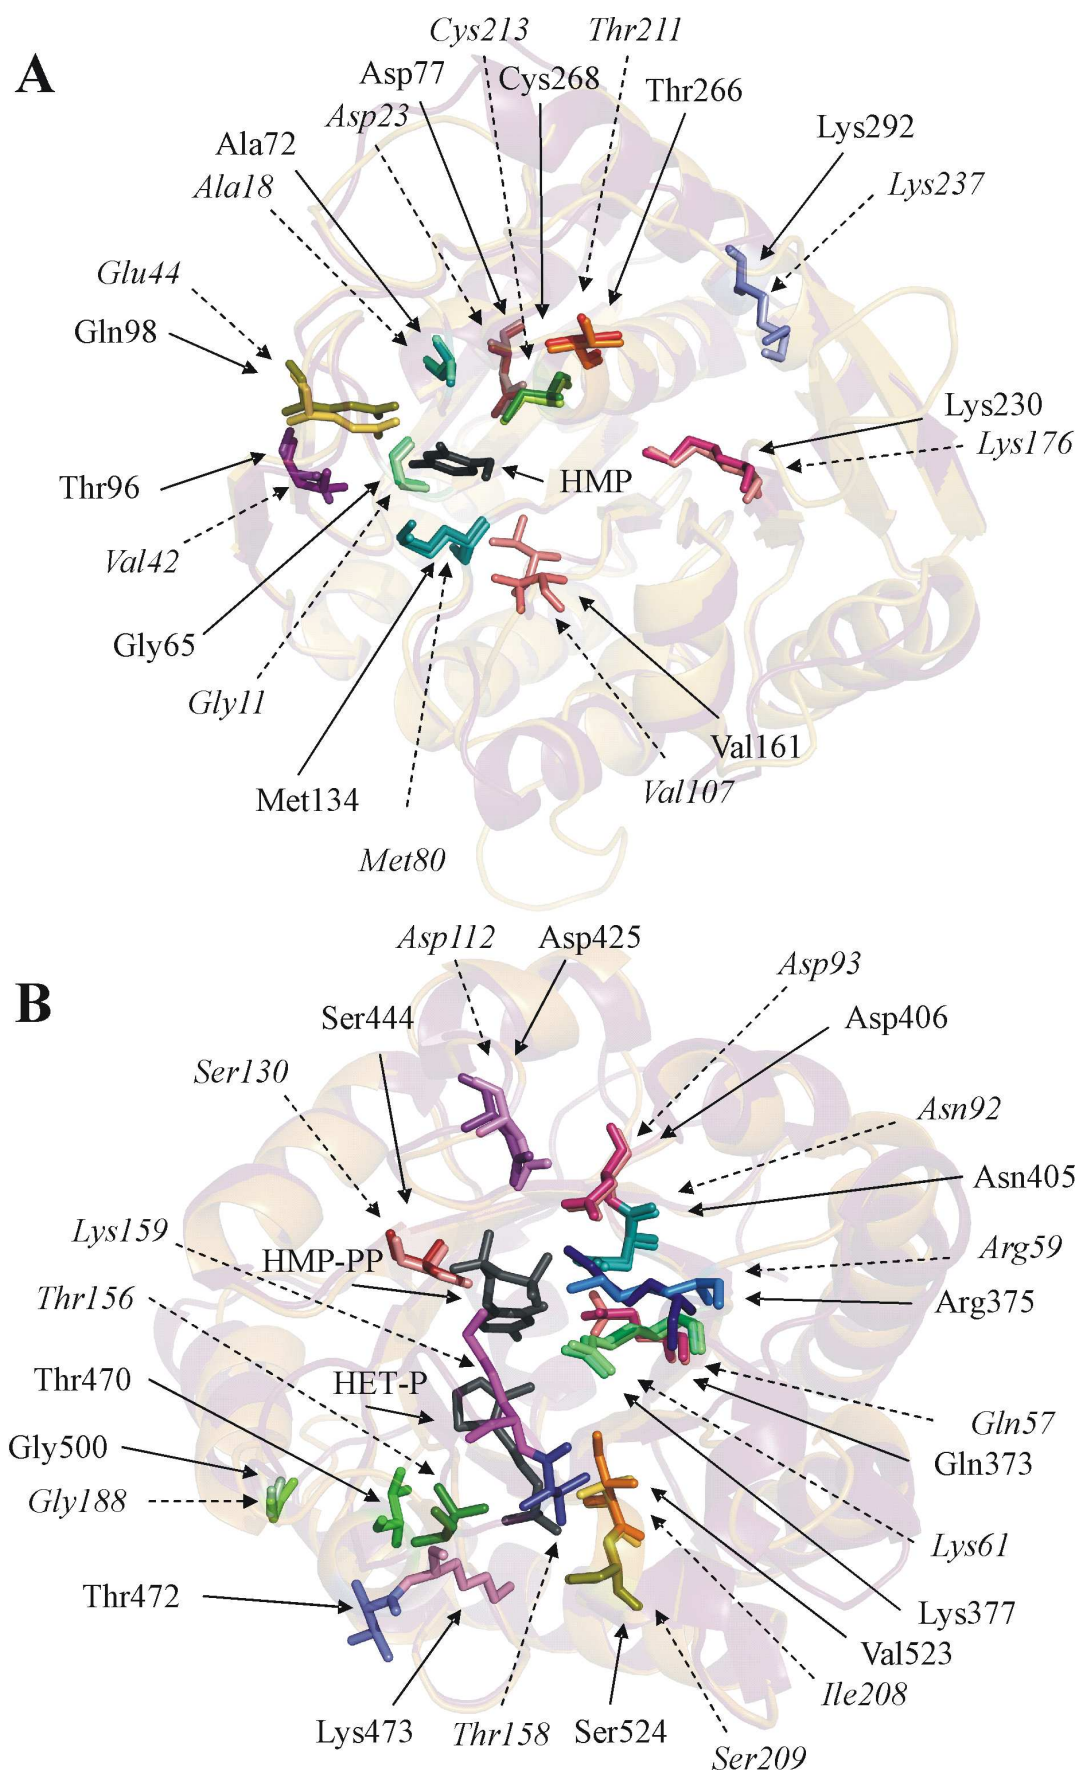 Cys213
Thr211
A
Asp77
Cys268
Thr266
Asp23
Lys292
Ala72
Ala18
Lys237
Glu44
Gln98
Lys230
Lys176
Thr96
HMP
Val42
Gly65
Gly11
Val161
Met134
Val107
Met80
Asp112
Asp425
Asp93
B
Ser444
Asp406
Ser130
Asn92
Asn405
Lys159
HMP-PP
Arg59
Thr156
Arg375
Thr470
HET-P
Gln57
Gly500
Gln373
Gly188
Lys61
Thr472
Lys377
Val523
Ile208
Lys473
Thr158
Ser524
Ser209